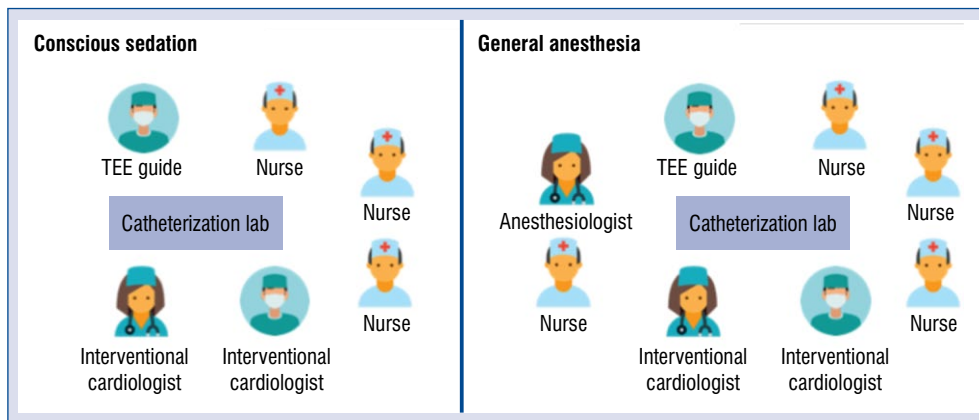 Conscious sedation
TEE guide
Nurse
Nurse
Catheterization lab
Nurse
Interventional
cardiologist
Interventional
cardiologist
General anesthesia
TEE guide
Nurse
Anesthesiologist
Nurse
Catheterization lab
Nurse
Nurse
Interventional
cardiologist
Interventional
cardiologist